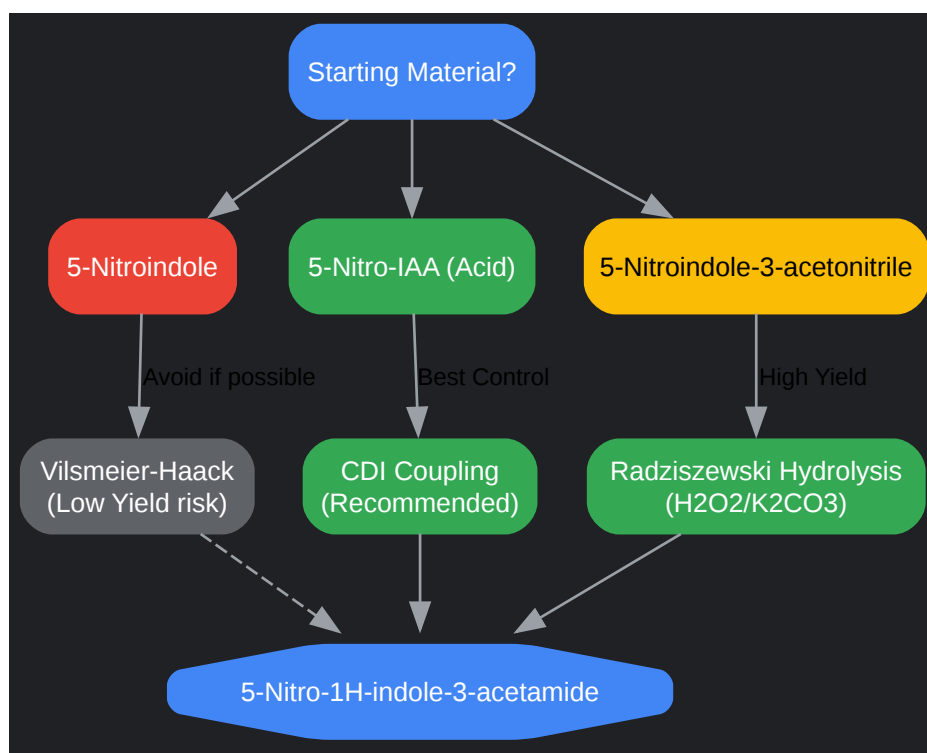 Starting Material?
5-Nitroindole
5-Nitro-IAA (Acid)
5-Nitroindole-3-acetonitrile
Avoid if possible
Best Control
High Yield
Vilsmeier-Haack
(Low Yield risk)
CDI Coupling
(Recommended)
Radziszewski Hydrolysis
(H2O2/K2CO3)
5-Nitro-1H-indole-3-acetamide